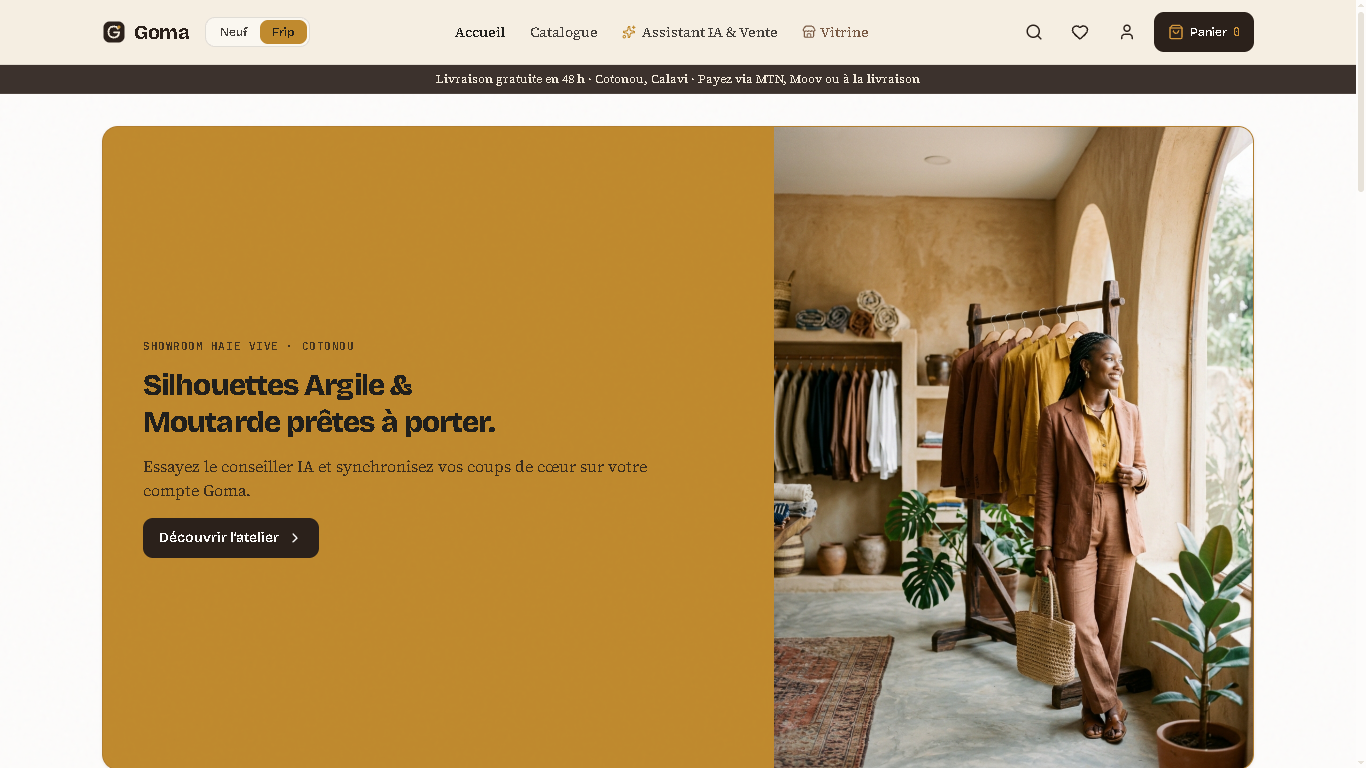 G Goma
Neuf Frip
Accueil Catalogue Assistant IA & Vente Vitrine
Panier 0
Livraison gratuite en 48 h · Cotonou, Calavi · Payez via MTN, Moov ou à la livraison
SHOWROOM HAIE VIVE · COTONOU
Silhouettes Argile &
Moutarde prêtes à porter.
Essayez le conseiller IA et synchronisez vos coups de cœur sur votre
compte Goma.
Découvrir l'atelier